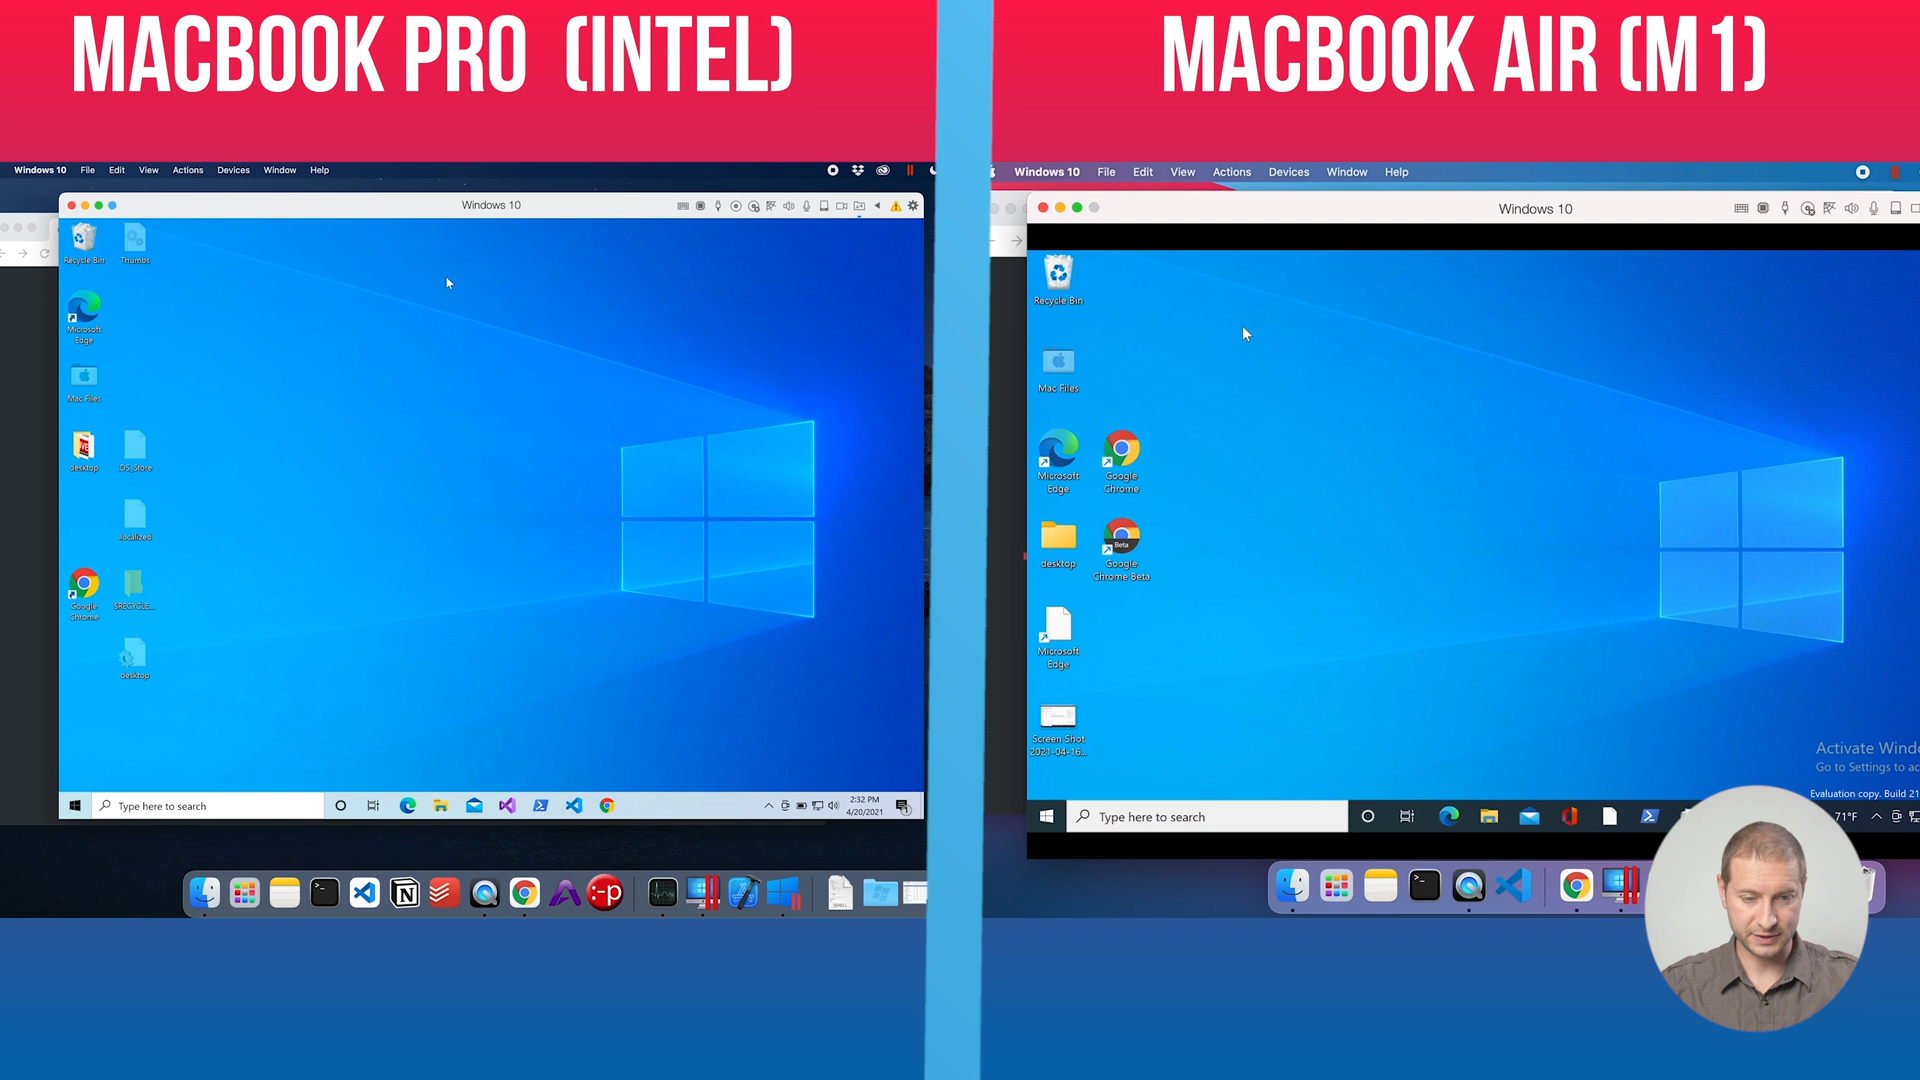 MACBOOK PRO (INTEL)
Windows 10 File Edit View Actions Devices Window Help
Windows 10
Recycle Bin
Thumbs
Microsoft
Edge
Mac Files
desktop
DS_Store
.localized
Google
Chrome
SRECYCLE...
desktop
Type here to search
2:32 PM
4/20/2021
MACBOOK AIR (M1)
Windows 10 File Edit View Actions Devices Window Help
Windows 10
Recycle Bin
Mac Files
Microsoft
Edge
Google
Chrome
desktop
Beta
Google
Chrome Beta
Microsoft
Edge
Screen Shot
2021-04-16...
Activate Windo
Go to Settings to ac
Evaluation copy. Build 21
Type here to search
71°F